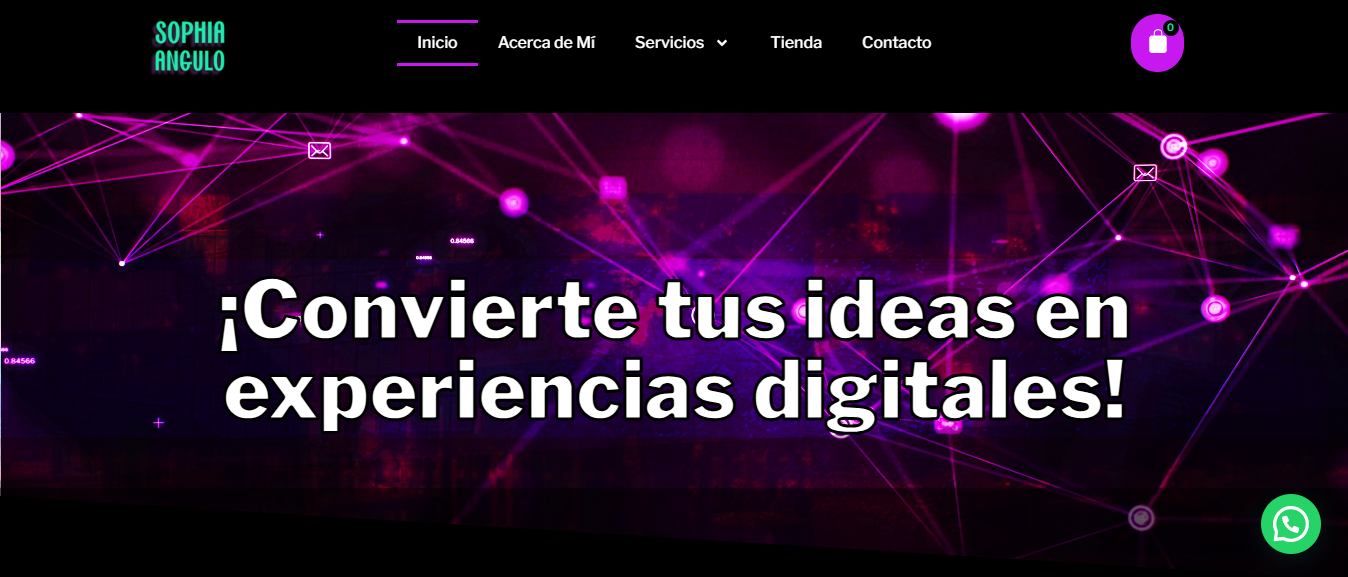 SOPHIA
ANGULO
Inicio
Acerca de Mí
Servicios
Tienda
Contacto
0
0.84566
0.84566
¡Convierte tus ideas en
0.84566
experiencias digitales!